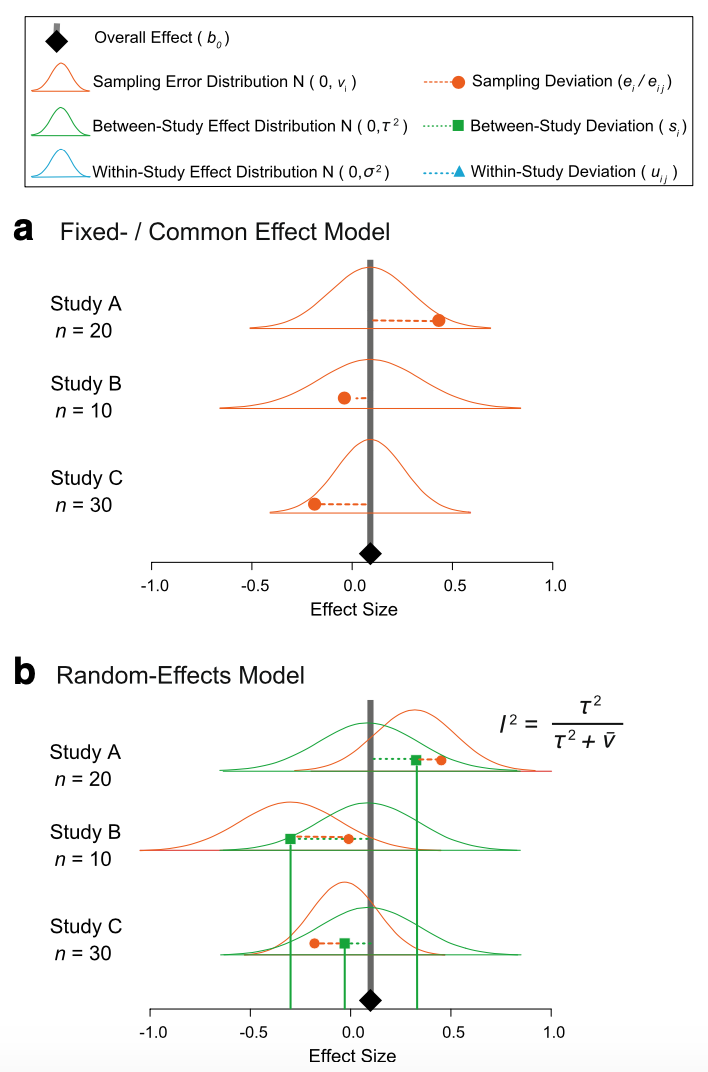 Overall Effect ( b₀)
Sampling Error Distribution N ( 0, vᵢ )
Sampling Deviation (eᵢ / eᵢⱼ)
Between-Study Effect Distribution N ( 0,τ²)
Between-Study Deviation ( sᵢ)
Within-Study Effect Distribution N ( 0,σ²)
Within-Study Deviation ( uᵢⱼ )
a Fixed- / Common Effect Model
Study A
n = 20
Study B
n = 10
Study C
n = 30
-1.0 -0.5 0.0 0.5 1.0
Effect Size
b Random-Effects Model
I² = τ² / (τ² + v̄)
Study A
n = 20
Study B
n = 10
Study C
n = 30
-1.0 -0.5 0.0 0.5 1.0
Effect Size